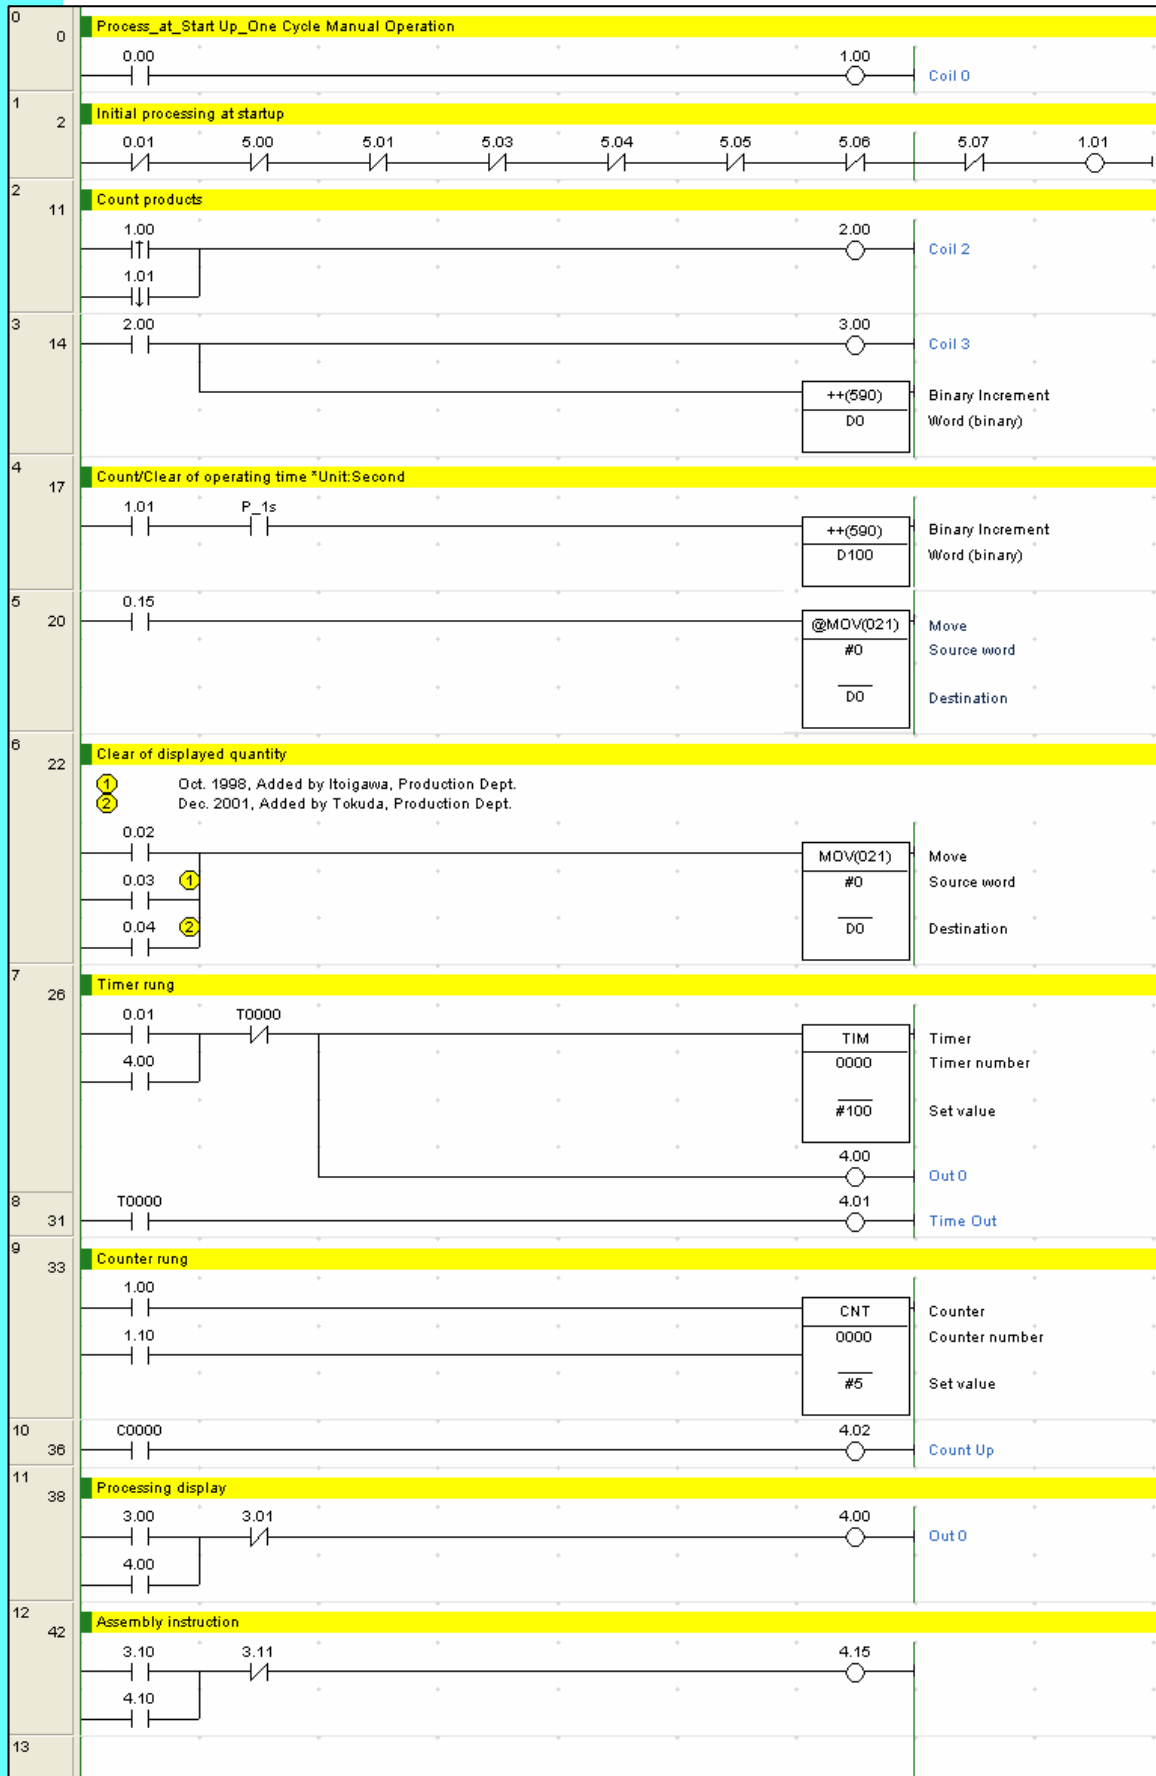 0
0
Process_at_Start Up_One Cycle Manual Operation
0.00 1.00
Coil 0
1
2
Initial processing at startup
0.01 5.00 5.01 5.03 5.04 5.05 5.06 5.07 1.01
2
11
Count products
1.00 2.00
Coil 2
1.01
3
14
2.00 3.00
Coil 3
++(590) Binary Increment
D0 Word (binary)
4
17
Count/Clear of operating time *Unit:Second
1.01 P_1s
++(590) Binary Increment
D100 Word (binary)
5
20
0.15
@MOV(021) Move
#0 Source word
D0 Destination
6
22
Clear of displayed quantity
1 Oct. 1998, Added by Itoigawa, Production Dept.
2 Dec. 2001, Added by Tokuda, Production Dept.
0.02
MOV(021) Move
0.03 1 #0 Source word
0.04 2 D0 Destination
7
26
Timer rung
0.01 T0000
TIM Timer
4.00 0000 Timer number
#100 Set value
4.00
Out 0
8
31
T0000 4.01
Time Out
9
33
Counter rung
1.00
CNT Counter
1.10 0000 Counter number
#5 Set value
10
36
C0000 4.02
Count Up
11
38
Processing display
3.00 3.01 4.00
Out 0
4.00
12
42
Assembly instruction
3.10 3.11 4.15
4.10
13